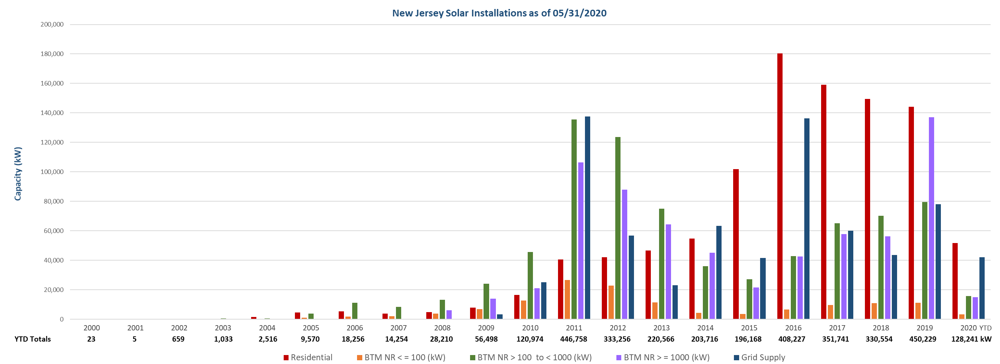 New Jersey Solar Installations as of 05/31/2020
200,000
180,000
160,000
140,000
120,000
100,000
80,000
60,000
40,000
20,000
0
Capacity (kW)
2000 2001 2002 2003 2004 2005 2006 2007 2008 2009 2010 2011 2012 2013 2014 2015 2016 2017 2018 2019 2020 YTD
YTD Totals 23 5 659 1,033 2,516 9,570 18,256 14,254 28,210 56,498 120,974 446,758 333,256 220,566 203,716 196,168 408,227 351,741 330,554 450,229 128,241 kW
Residential BTM NR < = 100 (kW) BTM NR > 100 to < 1000 (kW) BTM NR > = 1000 (kW) Grid Supply